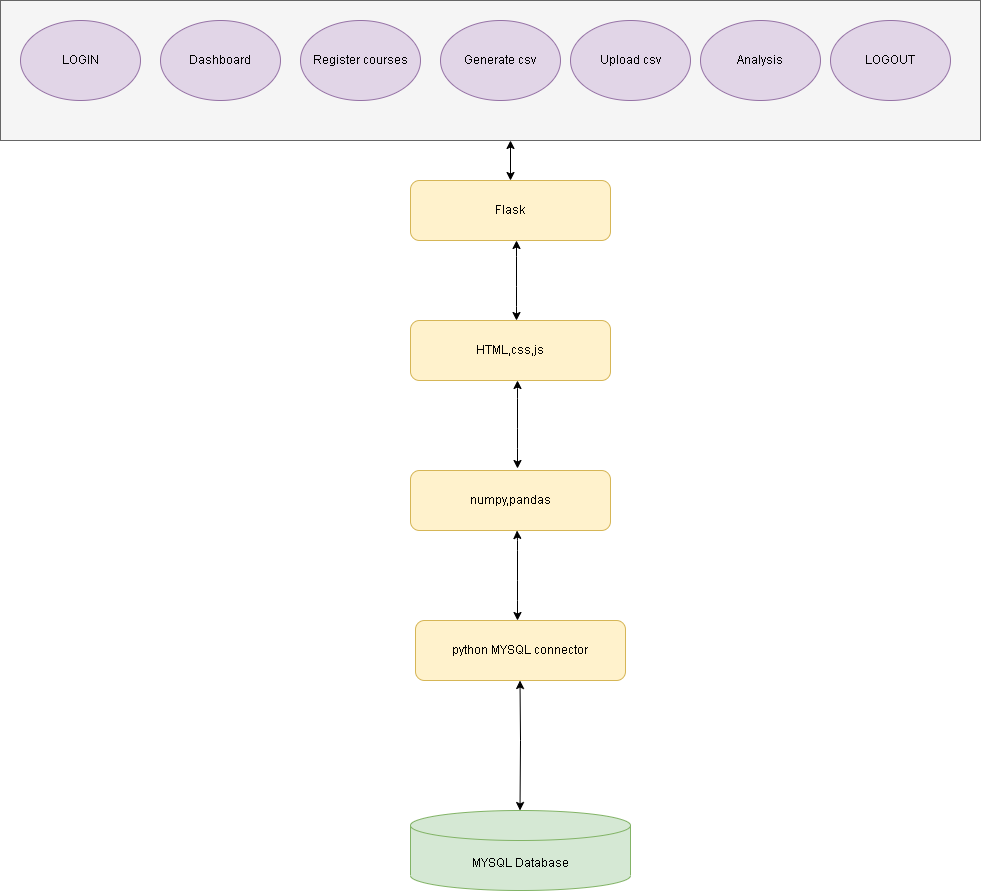 LOGIN
Dashboard
Register courses
Generate csv
Upload csv
Analysis
LOGOUT
Flask
HTML,css,js
numpy,pandas
python MYSQL connector
MYSQL Database